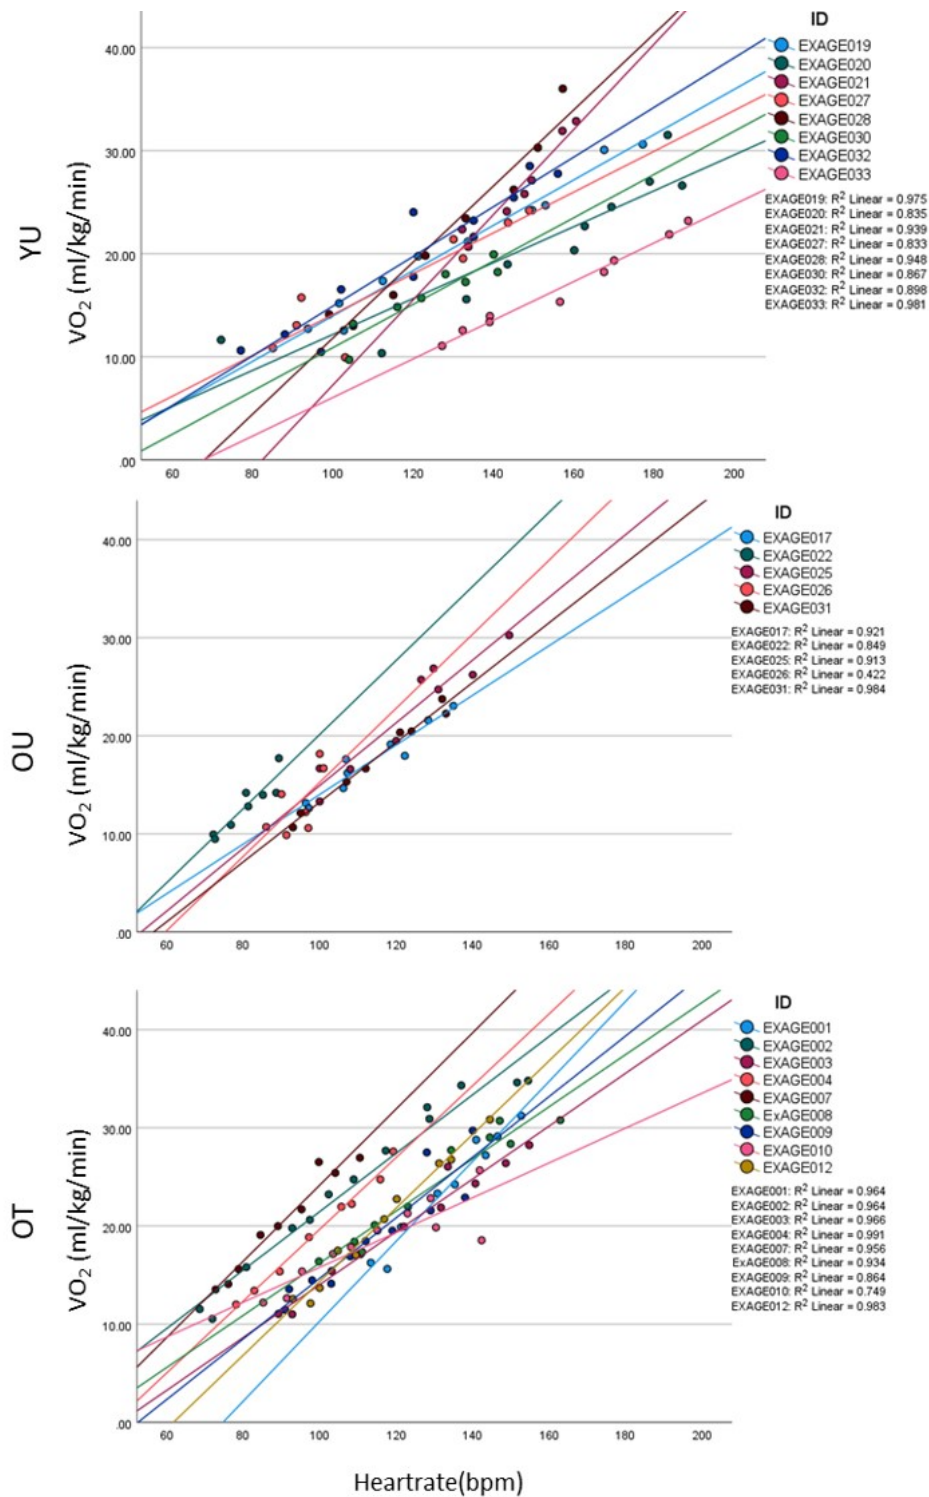 ID
40.00
30.00
20.00
10.00
.00
YU
VO2 (ml/kg/min)
EXAGE019
EXAGE020
EXAGE021
EXAGE027
EXAGE028
EXAGE030
EXAGE032
EXAGE033
EXAGE019: R2 Linear = 0.975
EXAGE020: R2 Linear = 0.835
EXAGE021: R2 Linear = 0.939
EXAGE027: R2 Linear = 0.833
EXAGE028: R2 Linear = 0.948
EXAGE030: R2 Linear = 0.867
EXAGE032: R2 Linear = 0.898
EXAGE033: R2 Linear = 0.981
60 80 100 120 140 160 180 200
ID
40.00
30.00
20.00
10.00
.00
OU
VO2 (ml/kg/min)
EXAGE017
EXAGE022
EXAGE025
EXAGE026
EXAGE031
EXAGE017: R2 Linear = 0.921
EXAGE022: R2 Linear = 0.849
EXAGE025: R2 Linear = 0.913
EXAGE026: R2 Linear = 0.422
EXAGE031: R2 Linear = 0.984
60 80 100 120 140 160 180 200
ID
40.00
30.00
20.00
10.00
.00
OT
VO2 (ml/kg/min)
EXAGE001
EXAGE002
EXAGE003
EXAGE004
EXAGE007
ExAGE008
EXAGE009
EXAGE010
EXAGE012
EXAGE001: R2 Linear = 0.964
EXAGE002: R2 Linear = 0.964
EXAGE003: R2 Linear = 0.966
EXAGE004: R2 Linear = 0.991
EXAGE007: R2 Linear = 0.956
ExAGE008: R2 Linear = 0.934
EXAGE009: R2 Linear = 0.864
EXAGE010: R2 Linear = 0.749
EXAGE012: R2 Linear = 0.983
60 80 100 120 140 160 180 200
Heartrate(bpm)